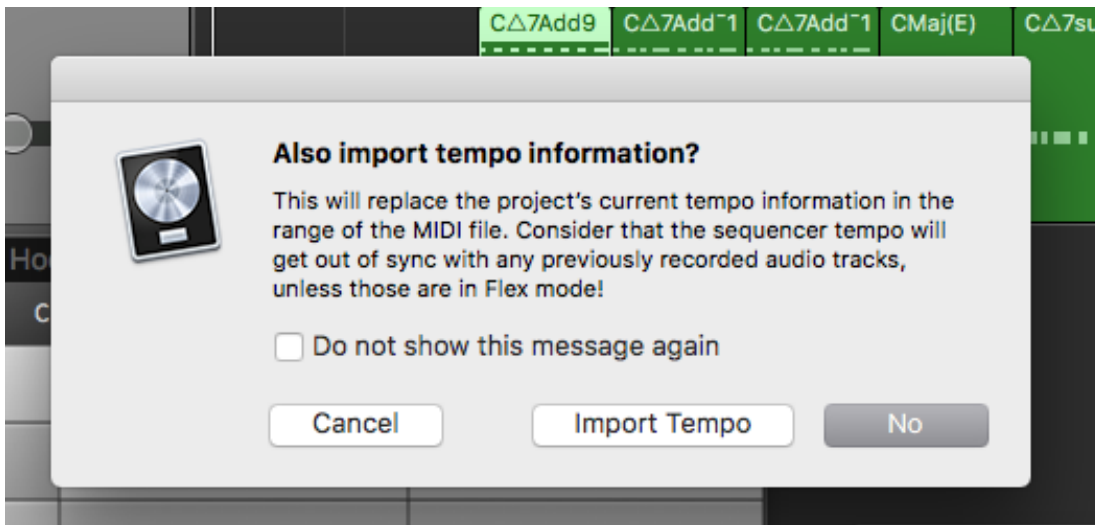 C△7Add9 C△7Add¯1 C△7Add¯1 CMaj(E) C△7su
Also import tempo information?
This will replace the project's current tempo information in the
range of the MIDI file. Consider that the sequencer tempo will
get out of sync with any previously recorded audio tracks,
unless those are in Flex mode!
Ho
C
Do not show this message again
Cancel Import Tempo No